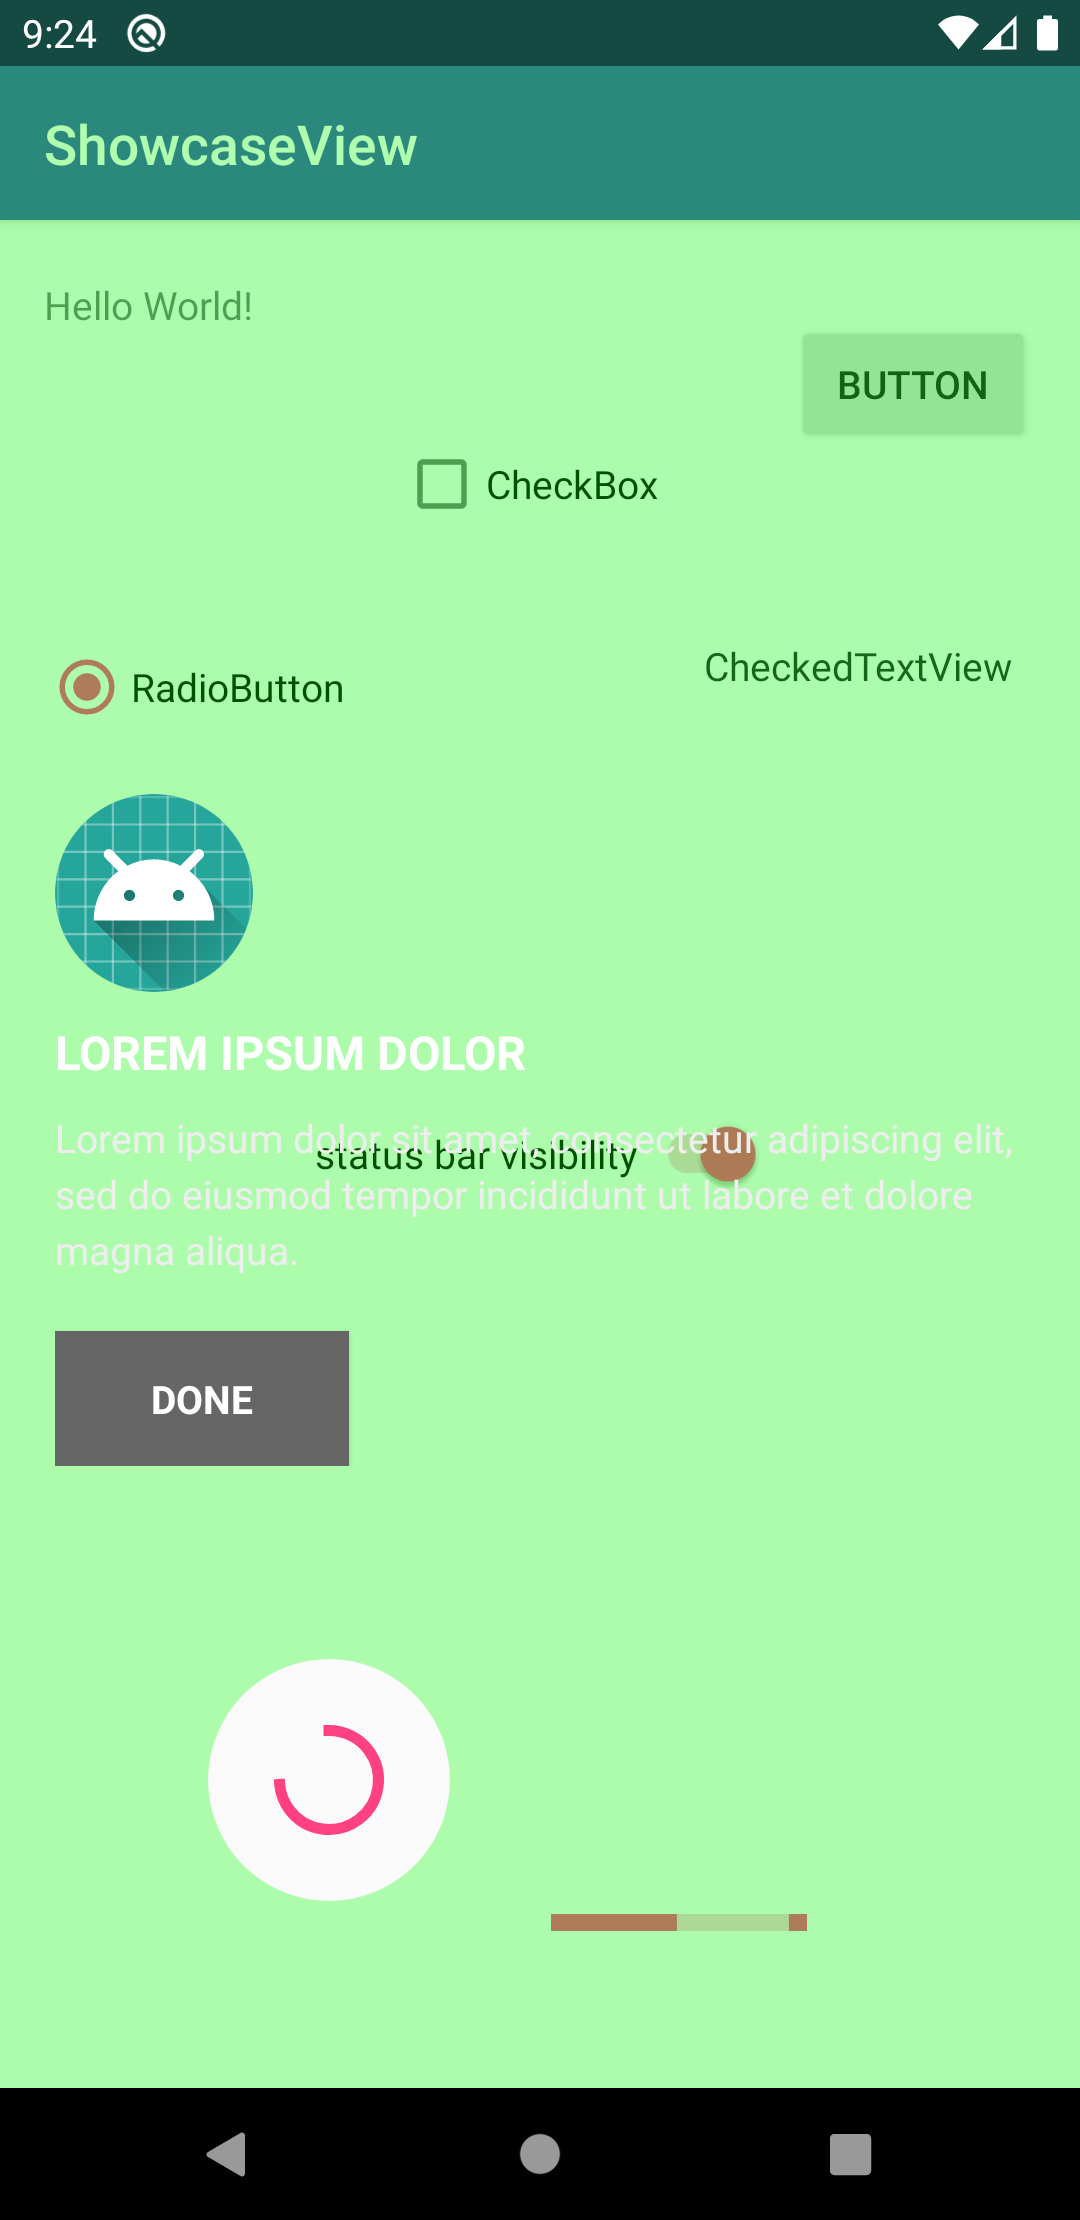 9:24
ShowcaseView
Hello World!
BUTTON
CheckBox
CheckedTextView
RadioButton
LOREM IPSUM DOLOR
Lorem ipsum dolor sit amet, consectetur adipiscing elit,
status bar visibility
sed do eiusmod tempor incididunt ut labore et dolore
magna aliqua.
DONE